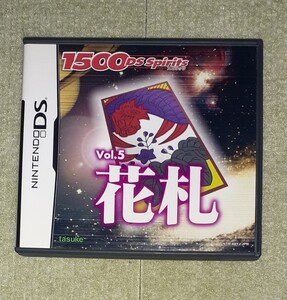 1500DS Spirits
Vol.5
花札
NINTENDO DS
tasuke